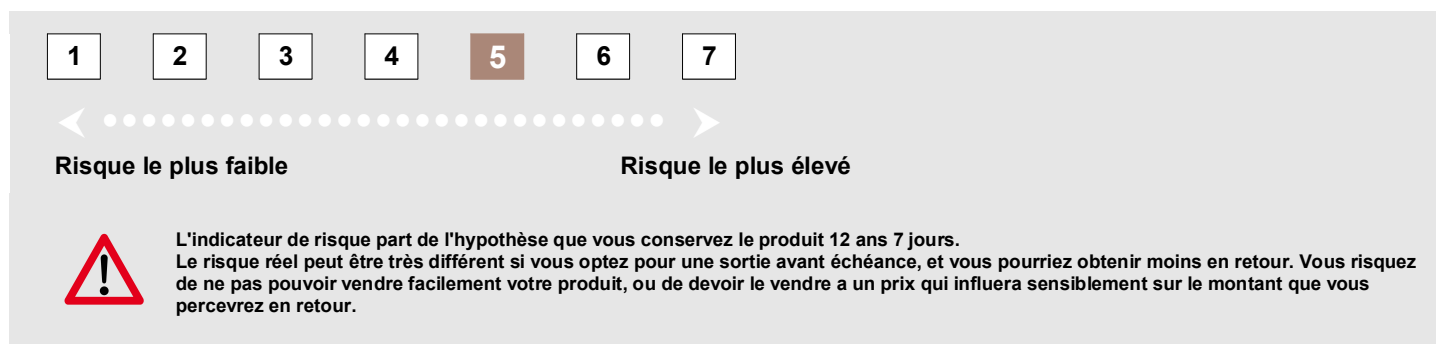 1 2 3 4 5 6 7
Risque le plus faible Risque le plus élevé
L'indicateur de risque part de l'hypothèse que vous conservez le produit 12 ans 7 jours.
Le risque réel peut être très différent si vous optez pour une sortie avant échéance, et vous pourriez obtenir moins en retour. Vous risquez
de ne pas pouvoir vendre facilement votre produit, ou de devoir le vendre a un prix qui influera sensiblement sur le montant que vous
percevrez en retour.